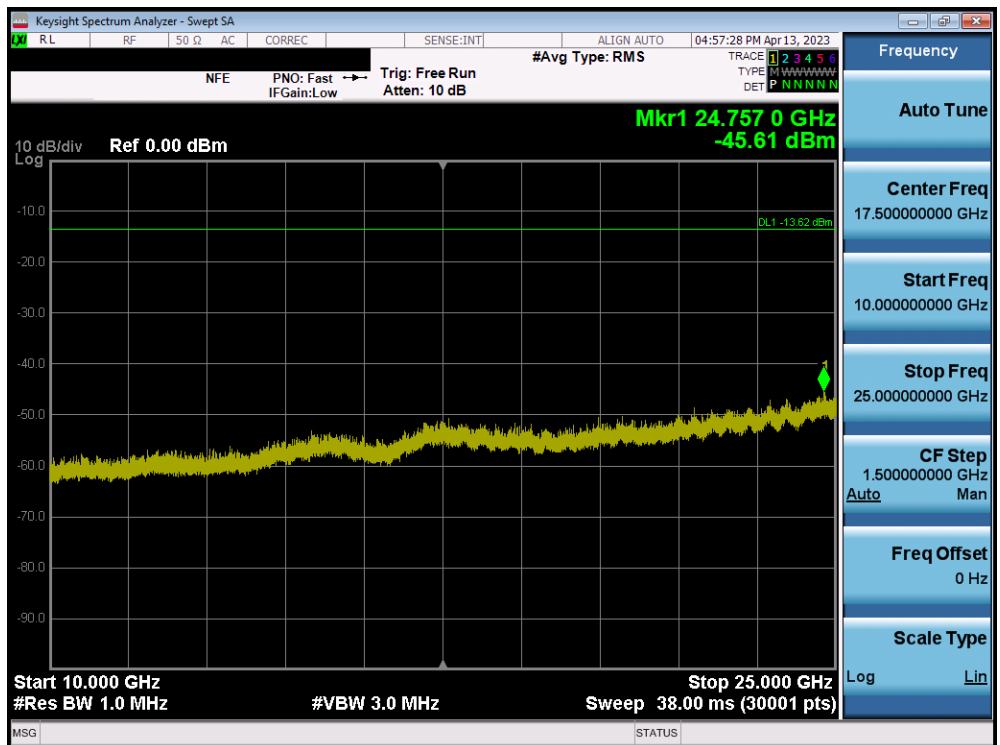 Keysight Spectrum Analyzer - Swept SA
LXI RL RF 50 Ω AC CORREC SENSE:INT ALIGN AUTO 04:57:28 PM Apr 13, 2023
NFE PNO: Fast Trig: Free Run #Avg Type: RMS TRACE 1 2 3 4 5 6
IFGain:Low Atten: 10 dB TYPE M WWWWW
DET P N N N N N
Mkr1 24.757 0 GHz
-45.61 dBm
10 dB/div Ref 0.00 dBm
Log
1
DL1 -13.62 dBm
-10.0
-20.0
-30.0
-40.0
-50.0
-60.0
-70.0
-80.0
-90.0
Start 10.000 GHz Stop 25.000 GHz
#Res BW 1.0 MHz #VBW 3.0 MHz Sweep 38.00 ms (30001 pts)
MSG STATUS
Frequency
Auto Tune
Center Freq
17.500000000 GHz
Start Freq
10.000000000 GHz
Stop Freq
25.000000000 GHz
CF Step
1.500000000 GHz
Auto Man
Freq Offset
0 Hz
Scale Type
Log Lin